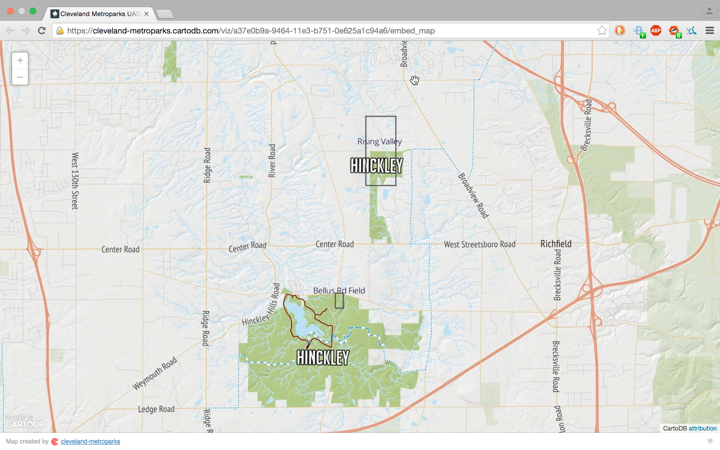 Cleveland Metroparks UAS
https://cleveland-metroparks.cartodb.com/viz/a37e0b9a-9464-11e3-b751-0e625a1c94a6/embed_map
ABP
+
−
Broadview
Rising Valley
HINCKLEY
West 130th Street
Ridge Road
River Road
Brecksville Road
Broadview Road
Center Road
Center Road
Center Road
West Streetsboro Road
Richfield
Brecksville Road
Bellus Rd Field
Hinckley Hills Road
Ridge Road
HINCKLEY
Weymouth Road
Brecksville Road
Ledge Road
Ridge R
CARTODB
CartoDB attribution
Map created by cleveland-metroparks